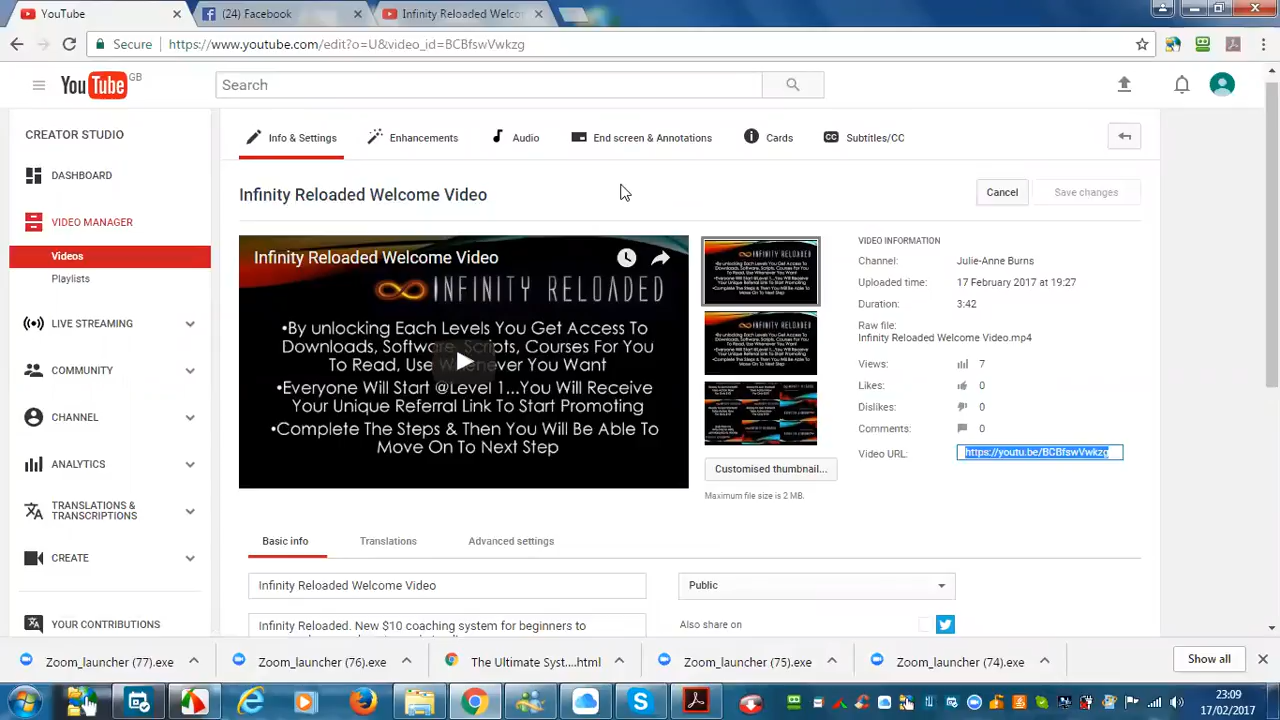 YouTube
(24) Facebook
Infinity Reloaded Welco
Secure
https://www.youtube.com/edit?o=U&video_id=BCBfswVwkzg
YouTube GB
Search
CREATOR STUDIO
Info & Settings
Enhancements
Audio
End screen & Annotations
Cards
CC Subtitles/CC
DASHBOARD
Infinity Reloaded Welcome Video
Cancel
Save changes
VIDEO MANAGER
Videos
Playlists
LIVE STREAMING
COMMUNITY
CHANNEL
ANALYTICS
TRANSLATIONS &
TRANSCRIPTIONS
CREATE
YOUR CONTRIBUTIONS
Infinity Reloaded Welcome Video
INFINITY RELOADED
•By unlocking Each Levels You Get Access To
Downloads, Software, Scripts, Courses For You
To Read, Use Whenever You Want
•Everyone Will Start @Level 1...You Will Receive
Your Unique Referral Link To Start Promoting
•Complete The Steps & Then You Will Be Able To
Move On To Next Step
Customised thumbnail...
Maximum file size is 2 MB.
VIDEO INFORMATION
Channel: Julie-Anne Burns
Uploaded time: 17 February 2017 at 19:27
Duration: 3:42
Raw file:
Infinity Reloaded Welcome Video.mp4
Views: 7
Likes: 0
Dislikes: 0
Comments: 0
Video URL: https://youtu.be/BCBfswVwkzg
Basic info
Translations
Advanced settings
Infinity Reloaded Welcome Video
Public
Infinity Reloaded. New $10 coaching system for beginners to
Also share on
Zoom_launcher (77).exe
Zoom_launcher (76).exe
The Ultimate Syst....html
Zoom_launcher (75).exe
Zoom_launcher (74).exe
Show all
23:09
17/02/2017